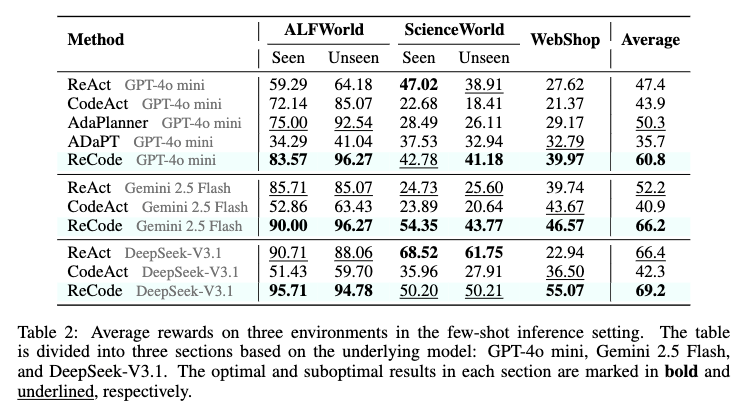 Method ALFWorld ScienceWorld WebShop Average
Seen Unseen Seen Unseen
ReAct GPT-4o mini 59.29 64.18 47.02 38.91 27.62 47.4
CodeAct GPT-4o mini 72.14 85.07 22.68 18.41 21.37 43.9
AdaPlanner GPT-4o mini 75.00 92.54 28.49 26.11 29.17 50.3
ADaPT GPT-4o mini 34.29 41.04 37.53 32.94 32.79 35.7
ReCode GPT-4o mini 83.57 96.27 42.78 41.18 39.97 60.8
ReAct Gemini 2.5 Flash 85.71 85.07 24.73 25.60 39.74 52.2
CodeAct Gemini 2.5 Flash 52.86 63.43 23.89 20.64 43.67 40.9
ReCode Gemini 2.5 Flash 90.00 96.27 54.35 43.77 46.57 66.2
ReAct DeepSeek-V3.1 90.71 88.06 68.52 61.75 22.94 66.4
CodeAct DeepSeek-V3.1 51.43 59.70 35.96 27.91 36.50 42.3
ReCode DeepSeek-V3.1 95.71 94.78 50.20 50.21 55.07 69.2
Table 2: Average rewards on three environments in the few-shot inference setting. The table
is divided into three sections based on the underlying model: GPT-4o mini, Gemini 2.5 Flash,
and DeepSeek-V3.1. The optimal and suboptimal results in each section are marked in bold and
underlined, respectively.